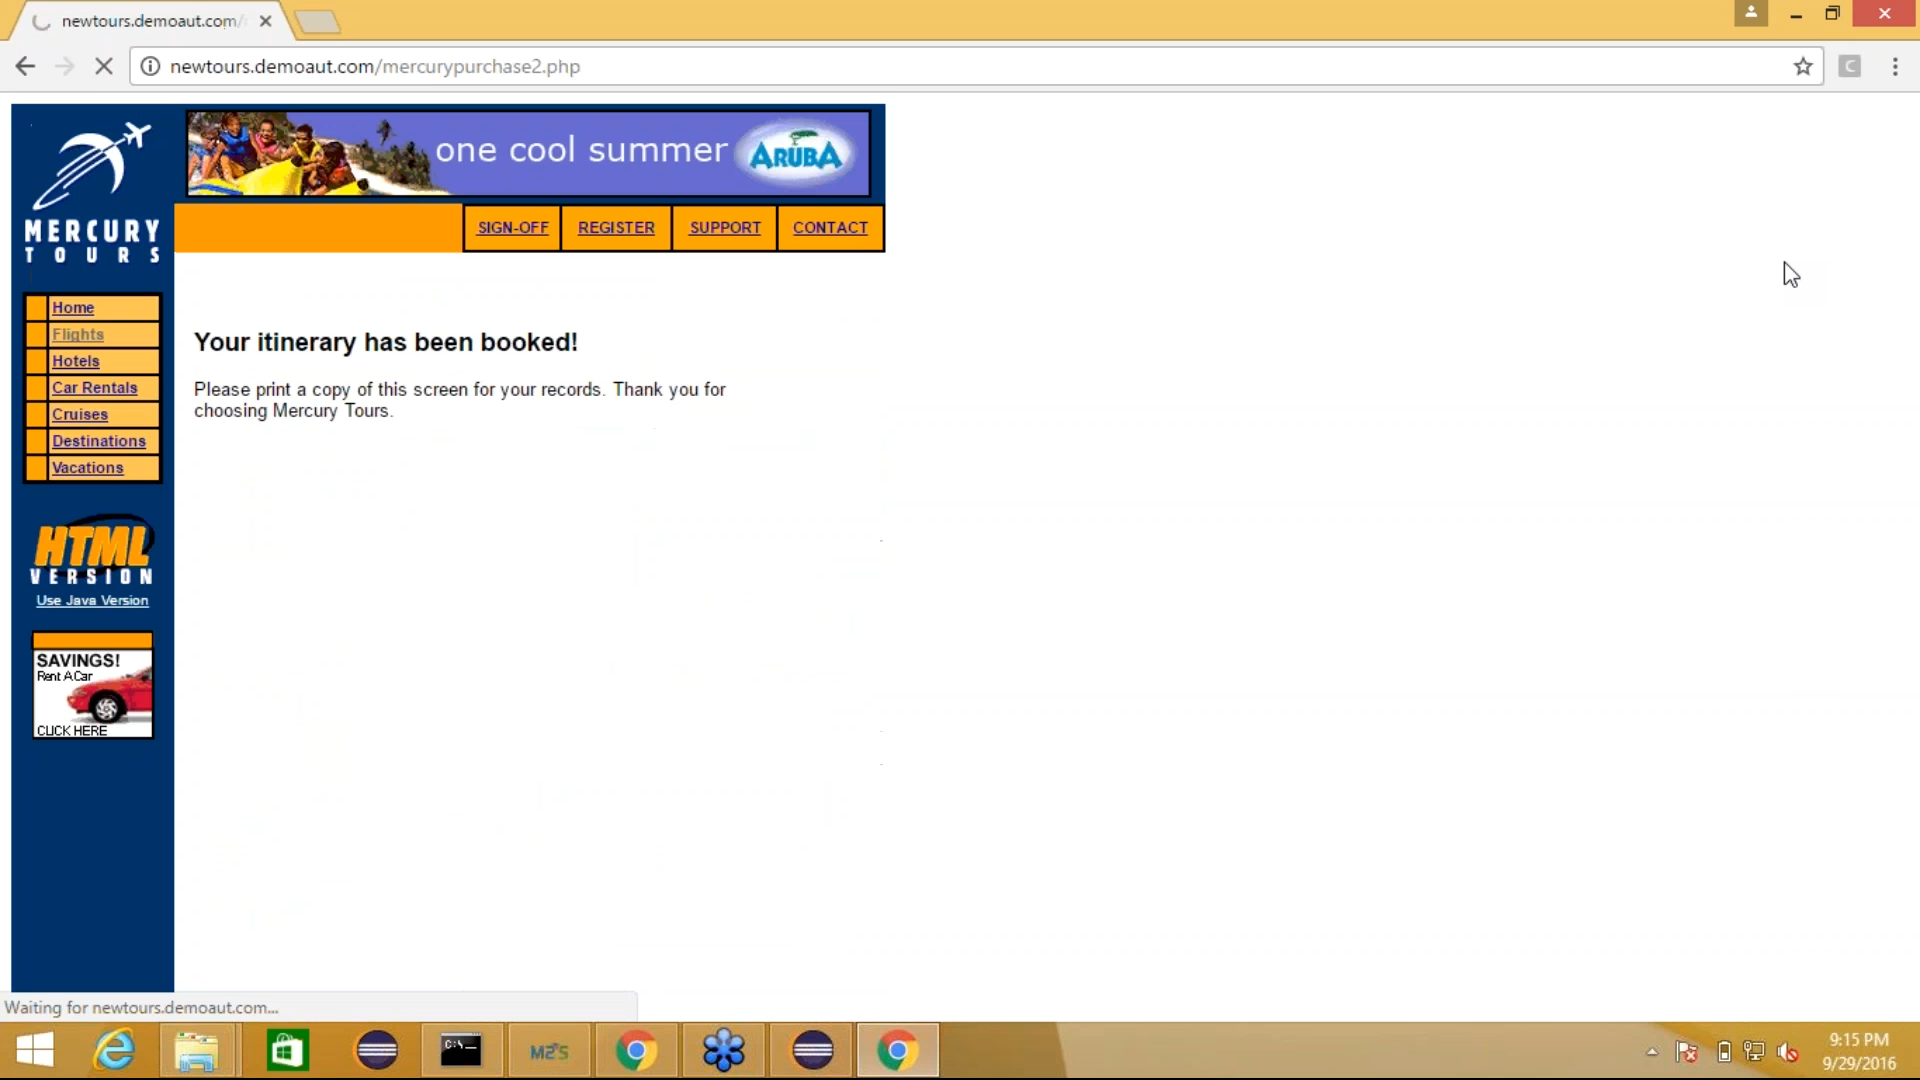 newtours.demoaut.com/
newtours.demoaut.com/mercurypurchase2.php
C
one cool summer
ARUBA
MERCURY
TOURS
SIGN-OFF
REGISTER
SUPPORT
CONTACT
Home
Flights
Hotels
Car Rentals
Cruises
Destinations
Vacations
Your itinerary has been booked!
Please print a copy of this screen for your records. Thank you for
choosing Mercury Tours.
HTML
VERSION
Use Java Version
SAVINGS!
Rent A Car
CLICK HERE
Waiting for newtours.demoaut.com...
C:\.
M2'S
9:15 PM
9/29/2016